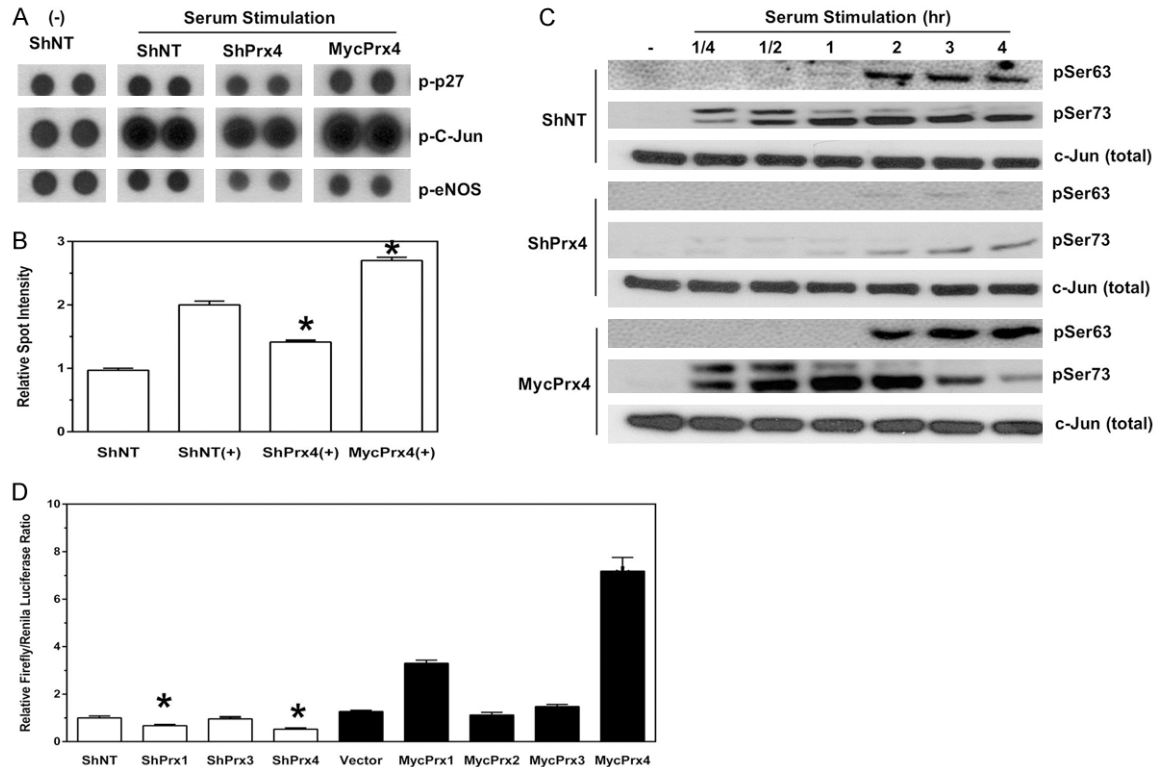 A
(-)
ShNT
Serum Stimulation
ShNT ShPrx4 MycPrx4
p-p27
p-C-Jun
p-eNOS
B
Relative Spot Intensity
3
2
1
0
*
*
ShNT ShNT(+) ShPrx4(+) MycPrx4(+)
C
Serum Stimulation (hr)
- 1/4 1/2 1 2 3 4
ShNT
pSer63
pSer73
c-Jun (total)
ShPrx4
pSer63
pSer73
c-Jun (total)
MycPrx4
pSer63
pSer73
c-Jun (total)
D
Relative Firefly/Renila Luciferase Ratio
10
8
6
4
2
0
*
*
ShNT ShPrx1 ShPrx3 ShPrx4 Vector MycPrx1 MycPrx2 MycPrx3 MycPrx4